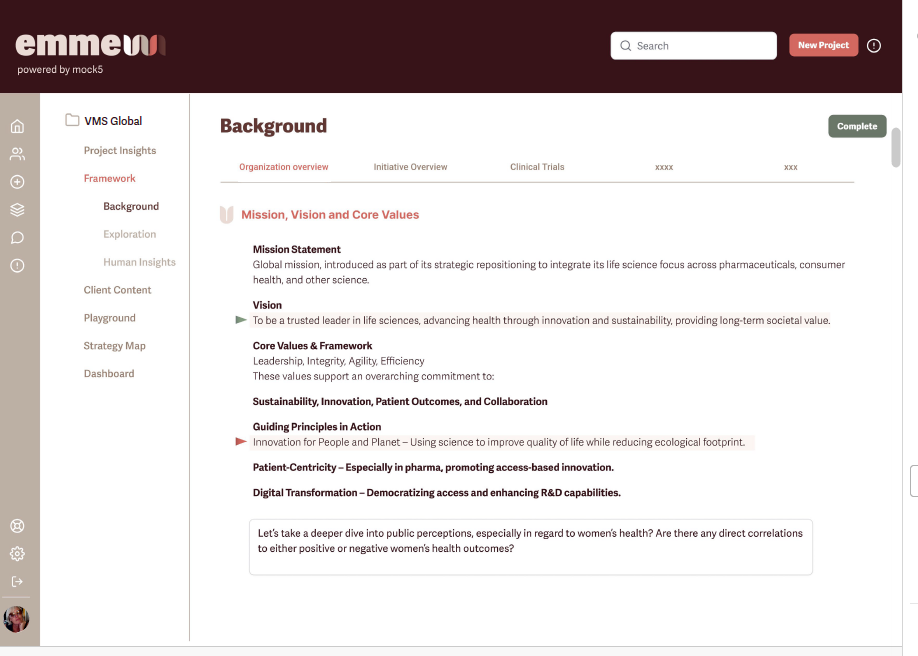 emme
powered by mock5
Search
New Project
VMS Global
Project Insights
Framework
Background
Exploration
Human Insights
Client Content
Playground
Strategy Map
Dashboard
Background
Complete
Organization overview
Initiative Overview
Clinical Trials
xxxx
xxx
Mission, Vision and Core Values
Mission Statement
Global mission, introduced as part of its strategic repositioning to integrate its life science focus across pharmaceuticals, consumer
health, and other science.
Vision
To be a trusted leader in life sciences, advancing health through innovation and sustainability, providing long-term societal value.
Core Values & Framework
Leadership, Integrity, Agility, Efficiency
These values support an overarching commitment to:
Sustainability, Innovation, Patient Outcomes, and Collaboration
Guiding Principles in Action
Innovation for People and Planet – Using science to improve quality of life while reducing ecological footprint.
Patient-Centricity – Especially in pharma, promoting access-based innovation.
Digital Transformation – Democratizing access and enhancing R&D capabilities.
Let's take a deeper dive into public perceptions, especially in regard to women's health? Are there any direct correlations
to either positive or negative women's health outcomes?